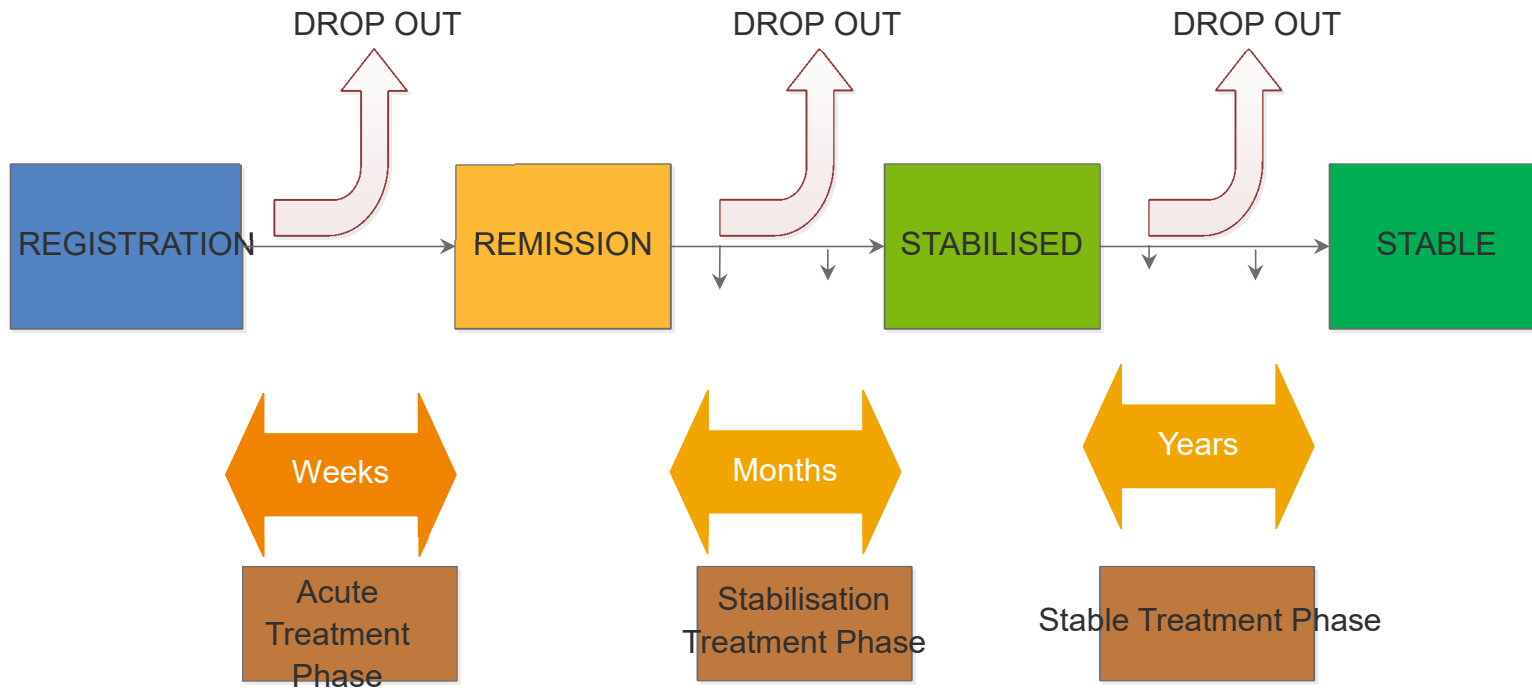 DROP OUT
DROP OUT
DROP OUT
REGISTRATION
REMISSION
STABILISED
STABLE
Weeks
Months
Years
Acute
Treatment
Phase
Stabilisation
Treatment Phase
Stable Treatment Phase